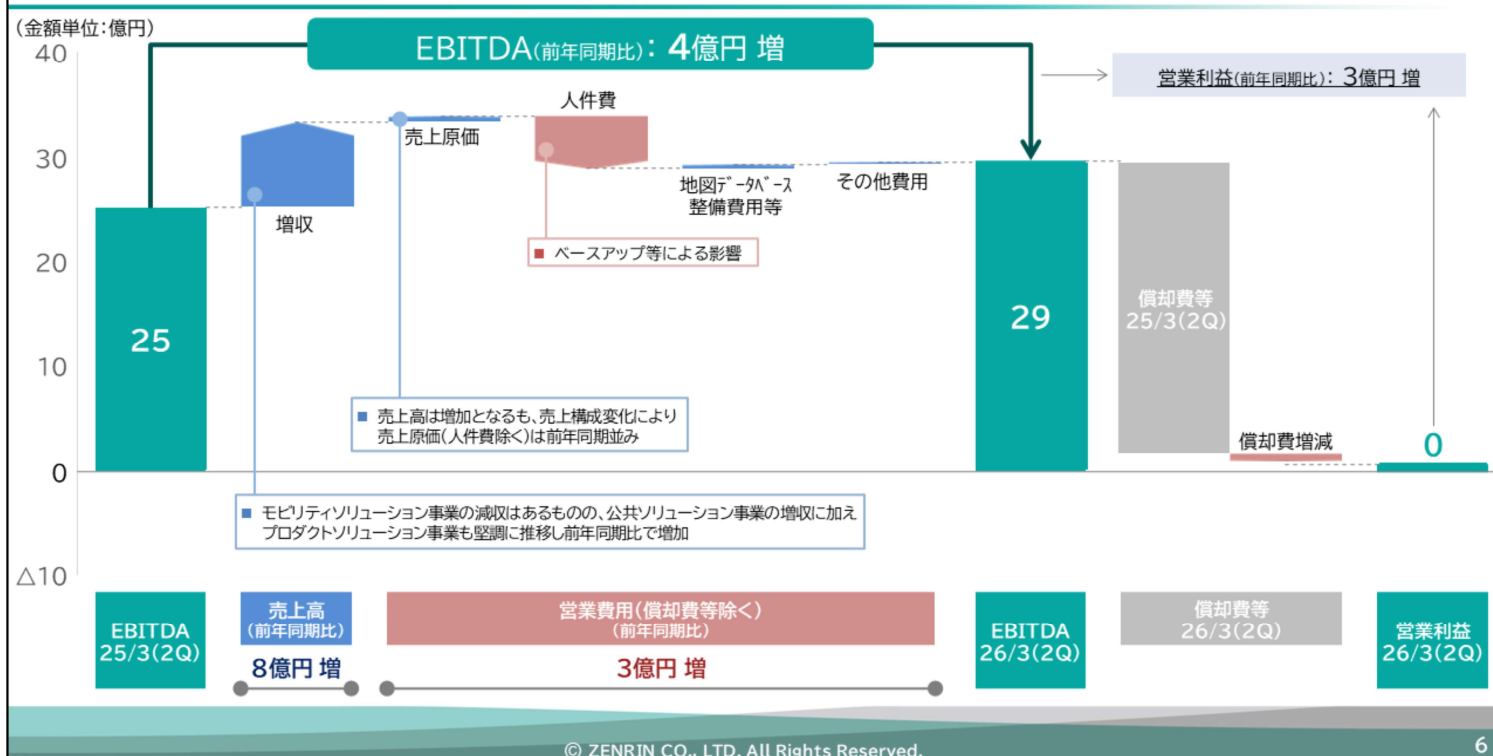 (金額単位:億円)
EBITDA(前年同期比): 4億円 増
営業利益(前年同期比): 3億円 増
40
30
20
10
0
△10
25
増収
売上原価
人件費
地図ﾃﾞｰﾀﾍﾞｰｽ
整備費用等
その他費用
29
償却費等
25/3(2Q)
償却費増減
0
■ ベースアップ等による影響
■ 売上高は増加となるも、売上構成変化により
売上原価(人件費除く)は前年同期並み
■ モビリティソリューション事業の減収はあるものの、公共ソリューション事業の増収に加え
プロダクトソリューション事業も堅調に推移し前年同期比で増加
EBITDA
25/3(2Q)
売上高
(前年同期比)
8億円 増
営業費用(償却費等除く)
(前年同期比)
3億円 増
EBITDA
26/3(2Q)
償却費等
26/3(2Q)
営業利益
26/3(2Q)
© ZENRIN CO., LTD. All Rights Reserved.
6